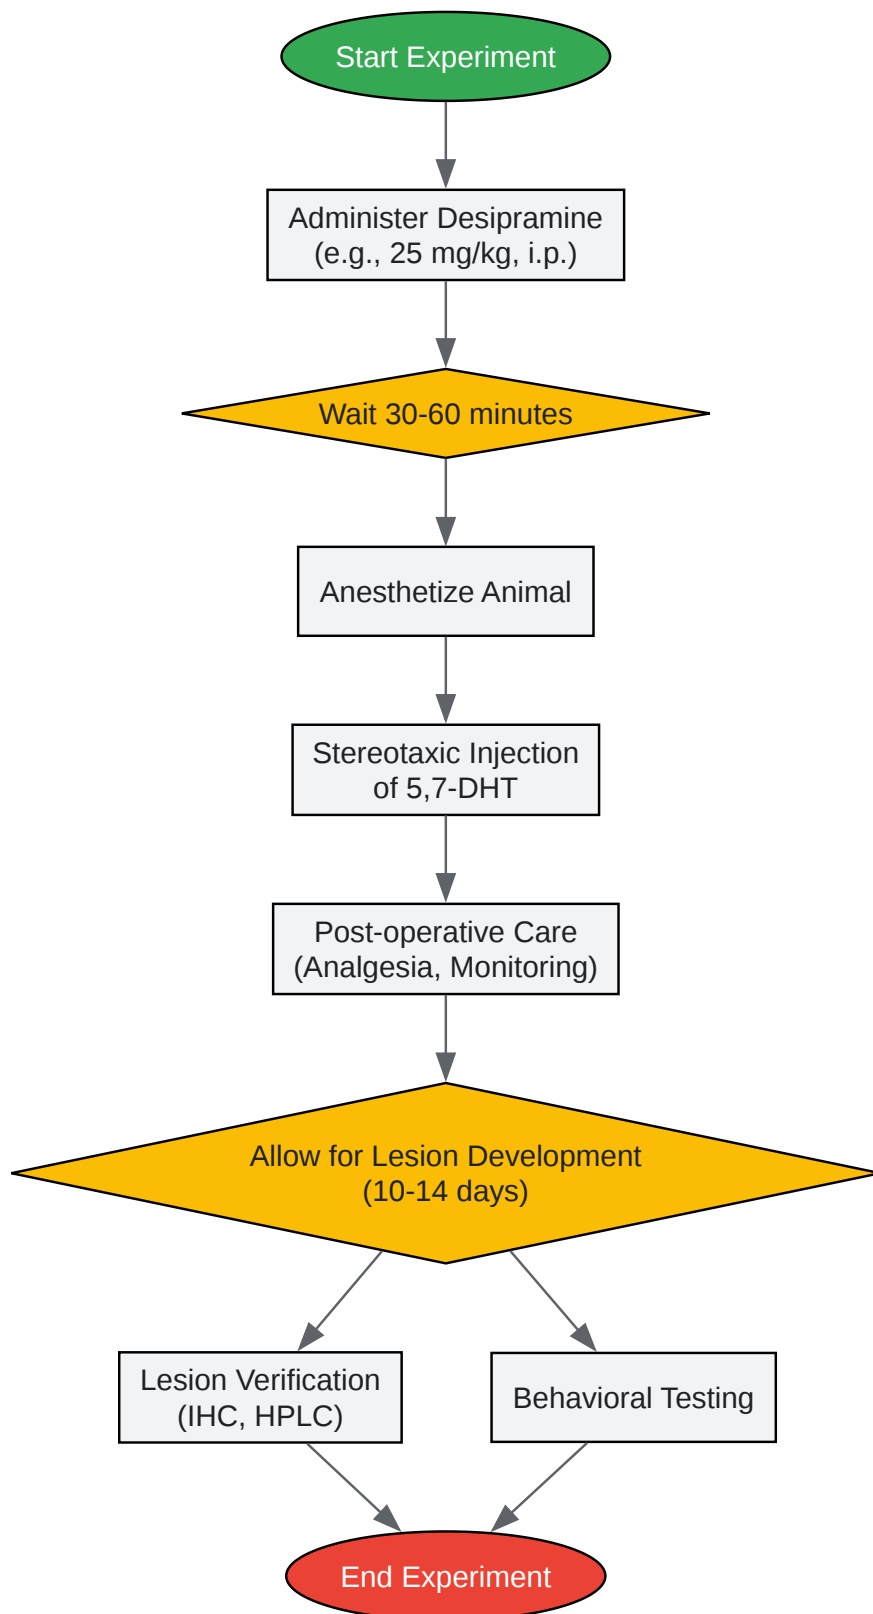 Start Experiment
Administer Desipramine
(e.g., 25 mg/kg, i.p.)
Wait 30-60 minutes
Anesthetize Animal
Stereotaxic Injection
of 5,7-DHT
Post-operative Care
(Analgesia, Monitoring)
Allow for Lesion Development
(10-14 days)
Lesion Verification
(IHC, HPLC)
Behavioral Testing
End Experiment